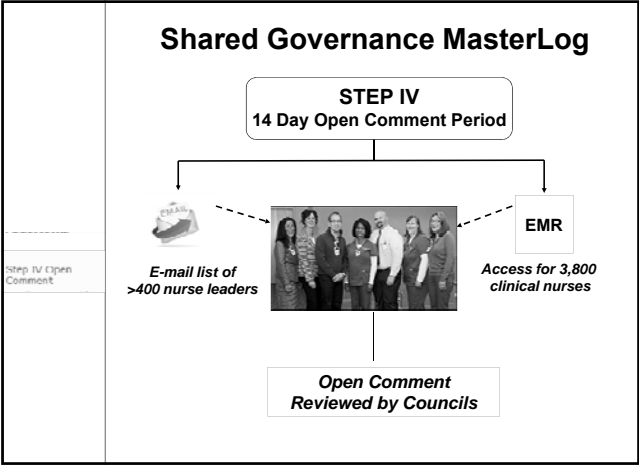 Shared Governance MasterLog
STEP IV
14 Day Open Comment Period
EMAIL
EMR
E-mail list of
>400 nurse leaders
Access for 3,800
clinical nurses
Step IV Open
Comment
Open Comment
Reviewed by Councils